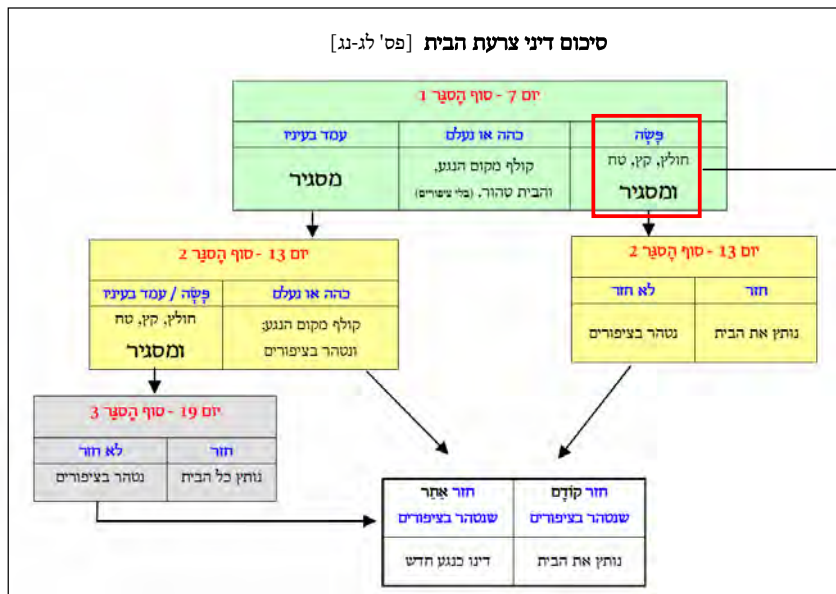 סיכום דיני צרעת הבית [פס' לג-נג]
יום 7 - סוף הֶסגֵּר 1
פָּשָׂה
כהה או נעלם
עמד בעיניו
חולץ, קץ, טח
ומסגיר
קולף מקום הנגע,
והבית טהור. (בלי ציפורים)
מסגיר
יום 13 - סוף הֶסגֵּר 2
חזר
לא חזר
נותץ את הבית
נטהר בציפורים
יום 13 - סוף הֶסגֵּר 2
כהה או נעלם
פָּשָׂה / עמד בעיניו
קולף מקום הנגע;
ונטהר בציפורים
חולץ, קץ, טח
ומסגיר
יום 19 - סוף הֶסגֵּר 3
חזר
לא חזר
נותץ כל הבית
נטהר בציפורים
חזר קוֹדֶם
שנטהר בציפורים
חזר אַחַר
שנטהר בציפורים
נותץ את הבית
דינו כנגע חדש